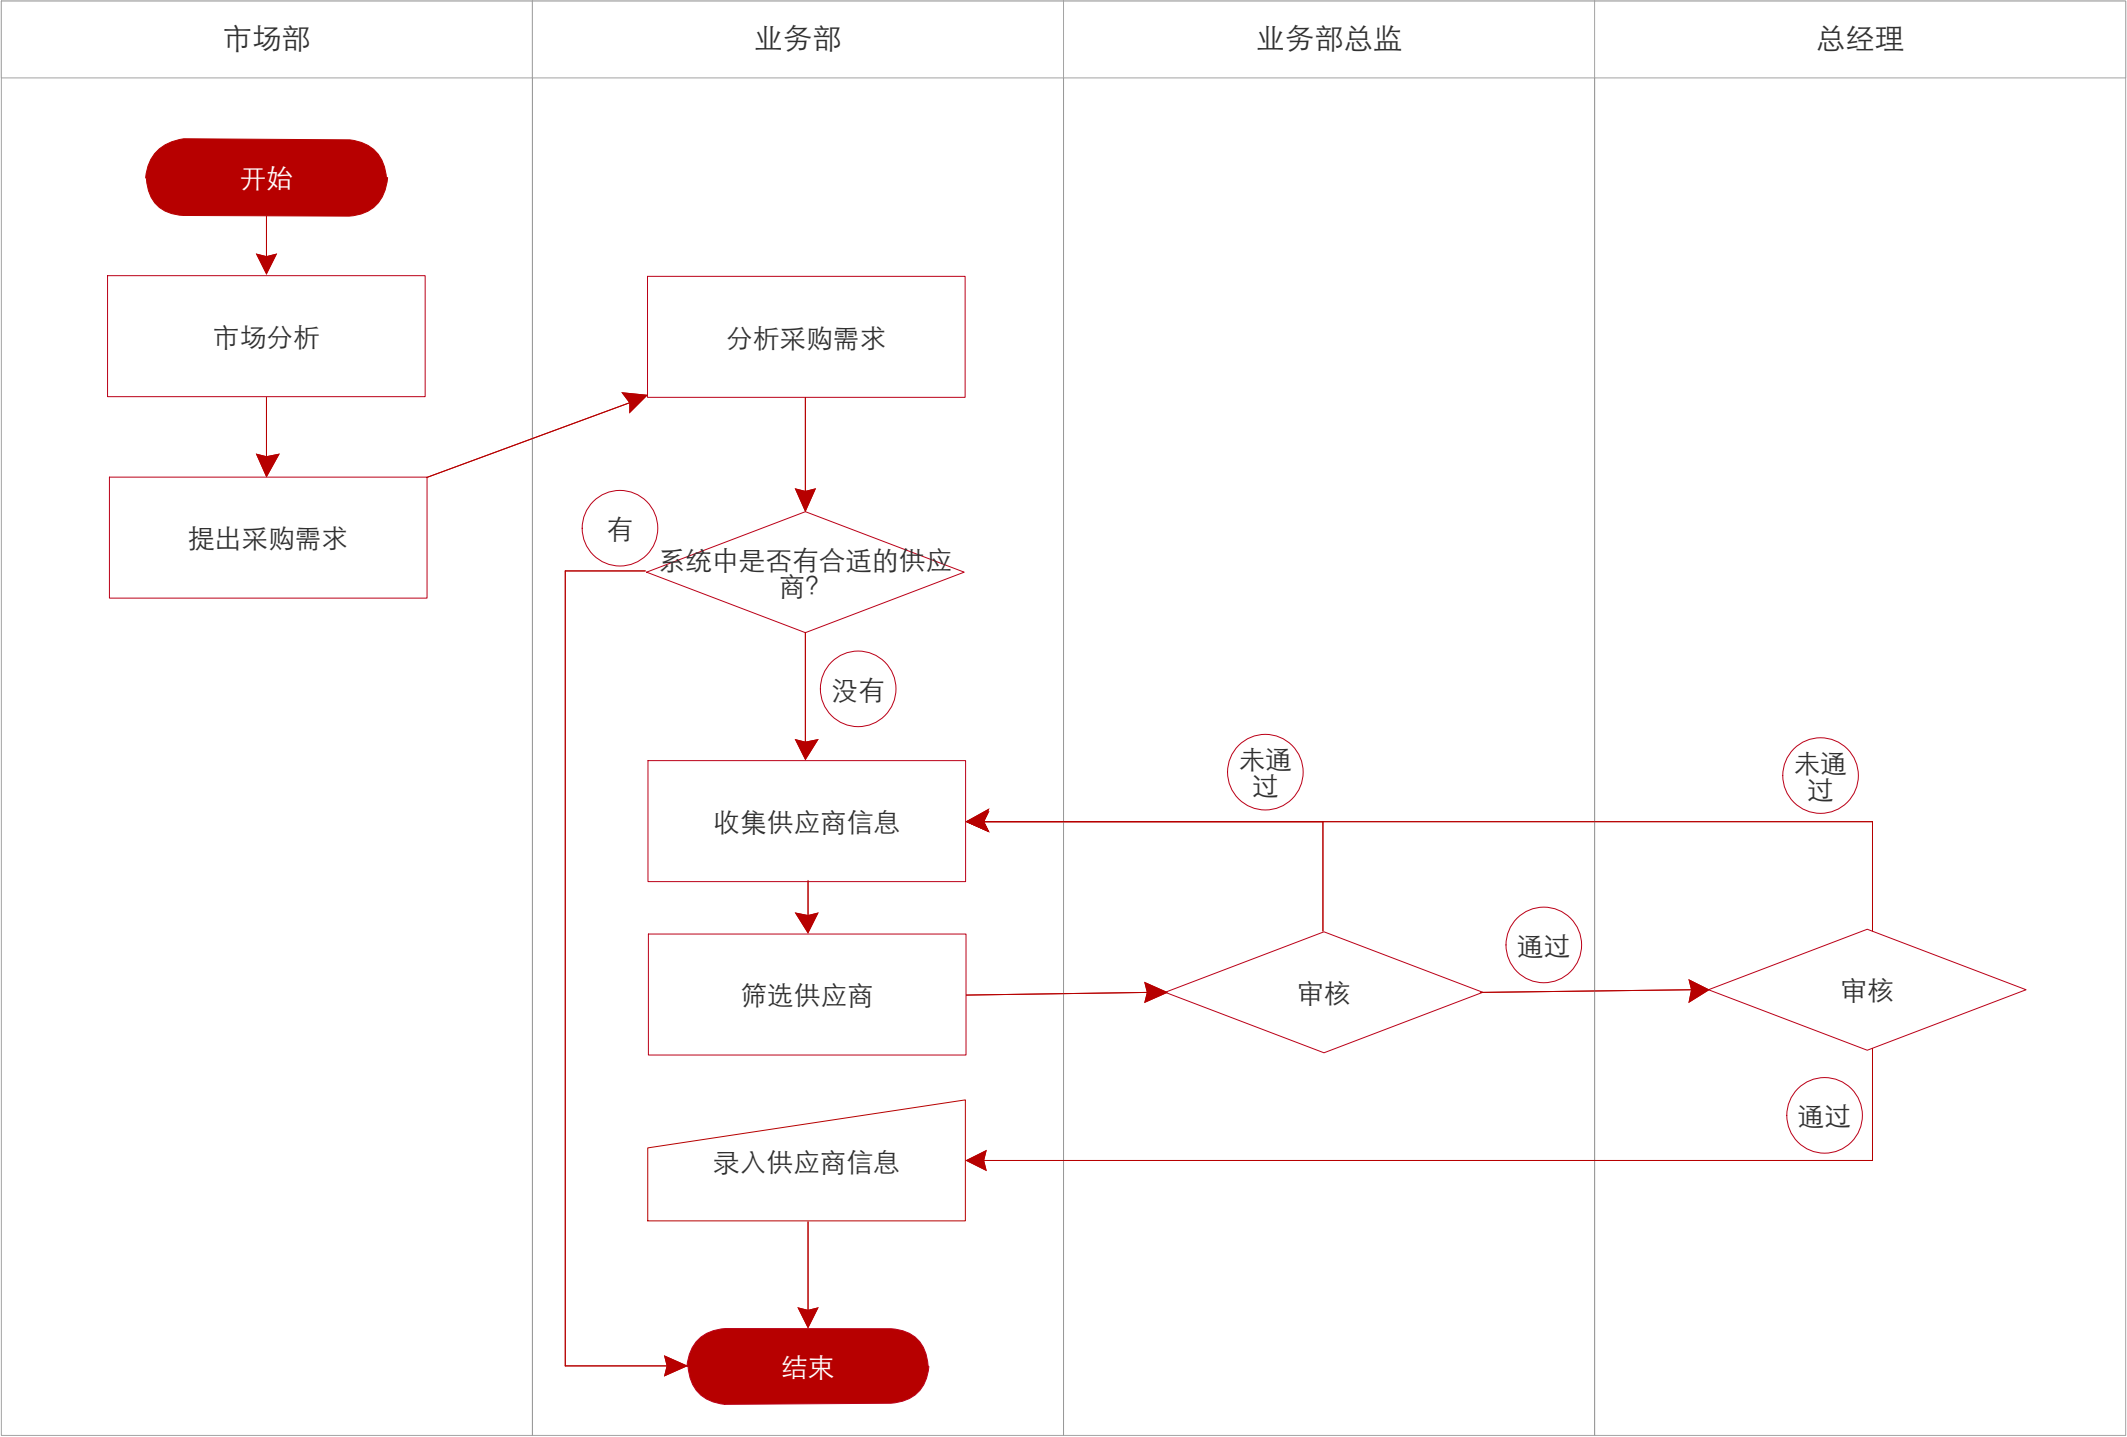 市场部
业务部
业务部总监
总经理
开始
市场分析
分析采购需求
提出采购需求
有
系统中是否有合适的供应
商?
没有
未通
过
未通
过
收集供应商信息
通过
筛选供应商
审核
审核
通过
录入供应商信息
结束